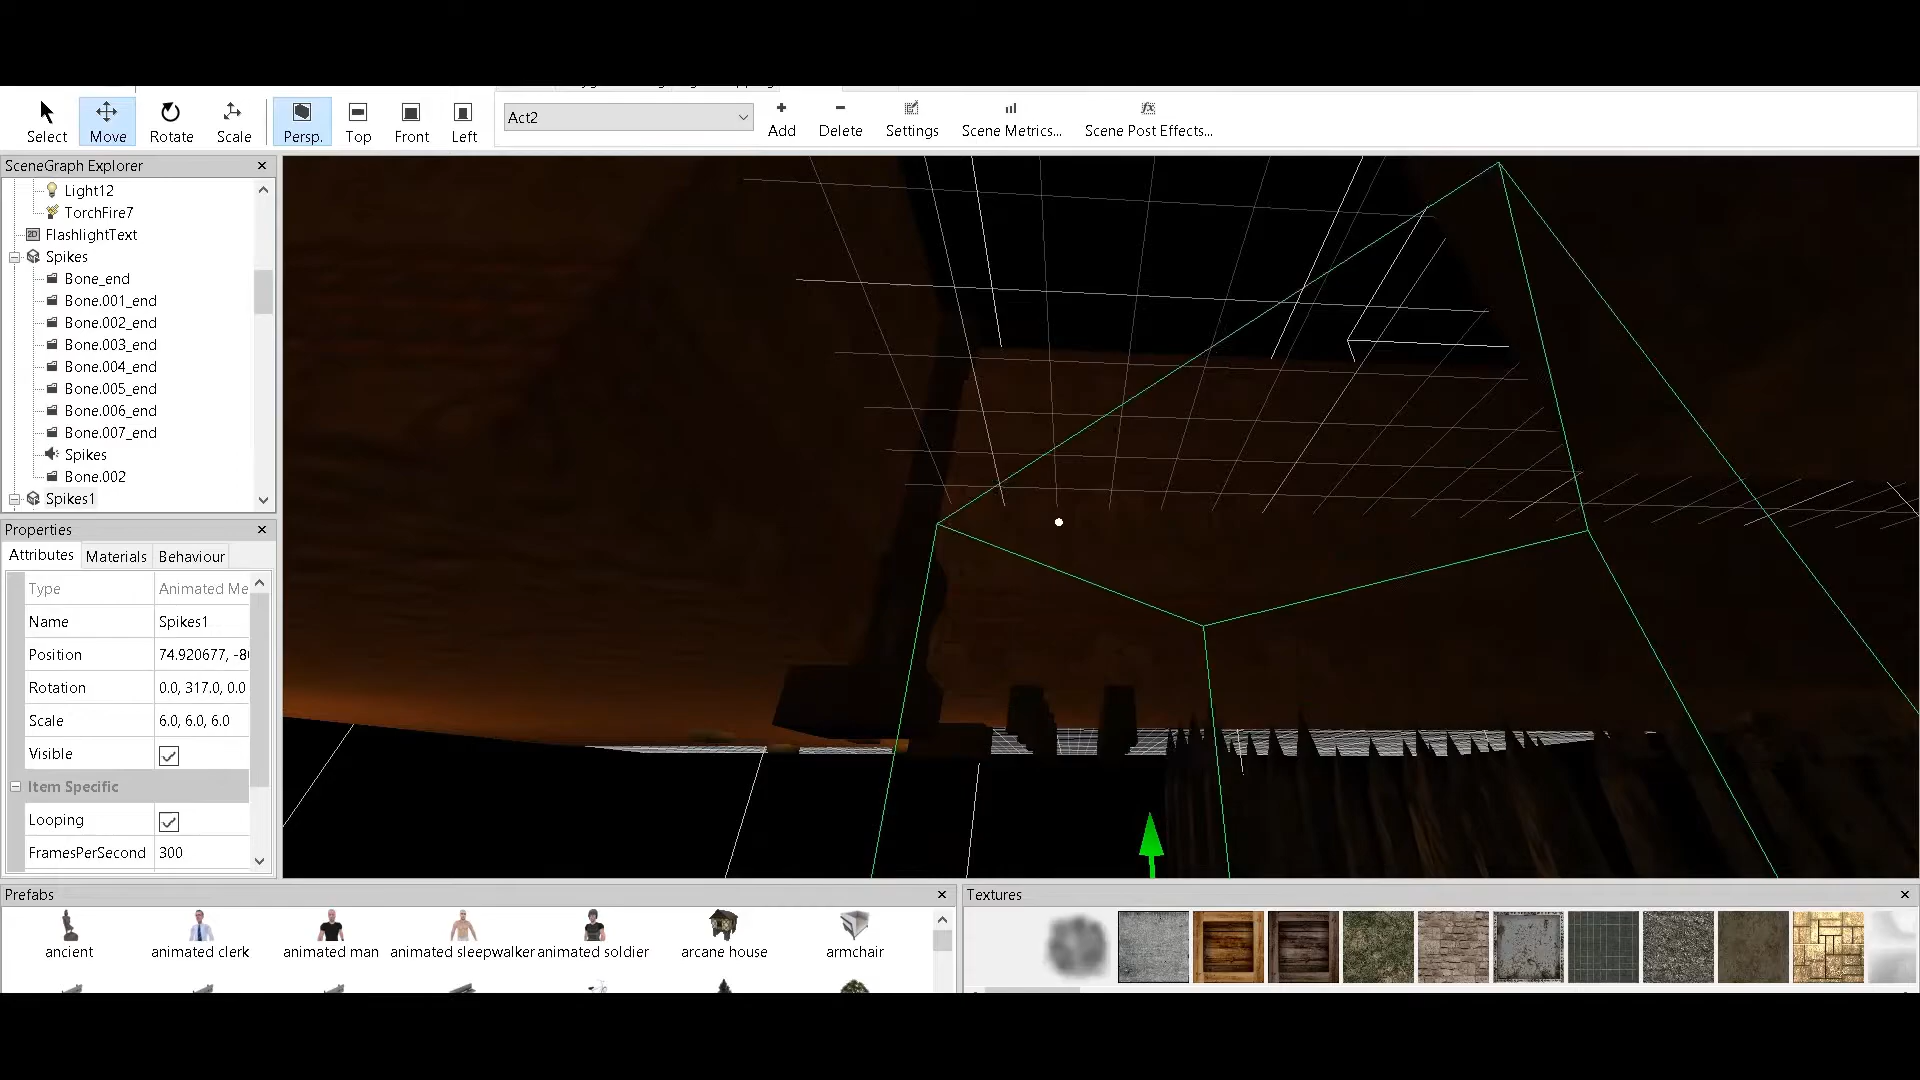 Select
Move
Rotate
Scale
Persp.
Top
Front
Left
Act2
Add
Delete
Settings
Scene Metrics...
Scene Post Effects...
SceneGraph Explorer
Light12
TorchFire7
2D FlashlightText
Spikes
Bone_end
Bone.001_end
Bone.002_end
Bone.003_end
Bone.004_end
Bone.005_end
Bone.006_end
Bone.007_end
Spikes
Bone.002
Spikes1
Properties
Attributes Materials Behaviour
Type Animated Me
Name Spikes1
Position 74.920677, -8
Rotation 0.0, 317.0, 0.0
Scale 6.0, 6.0, 6.0
Visible
Item Specific
Looping
FramesPerSecond 300
Prefabs
ancient
animated clerk
animated man
animated sleepwalker
animated soldier
arcane house
armchair
Textures